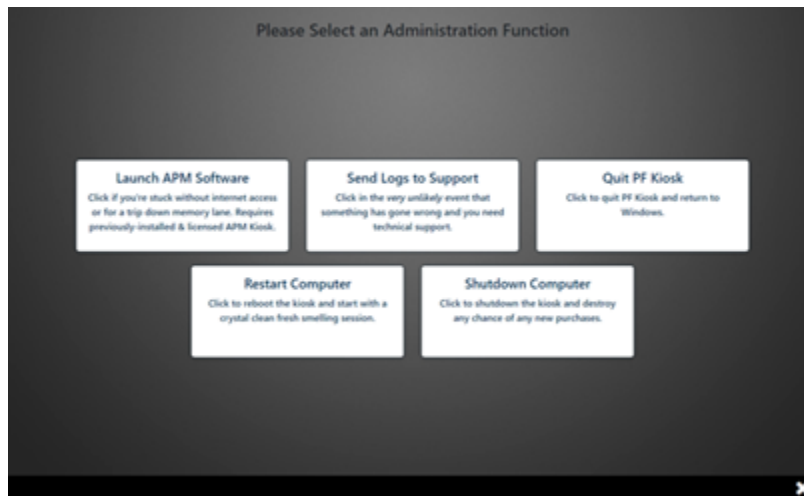 Please Select an Administration Function
Launch APM Software
Click if you're stuck without internet access
or for a trip down memory lane. Requires
previously-installed & licensed APM Kiosk.
Send Logs to Support
Click in the very unlikely event that
something has gone wrong and you need
technical support.
Quit PF Kiosk
Click to quit PF Kiosk and return to
Windows.
Restart Computer
Click to reboot the kiosk and start with a
crystal clean fresh smelling session.
Shutdown Computer
Click to shutdown the kiosk and destroy
any chance of any new purchases.